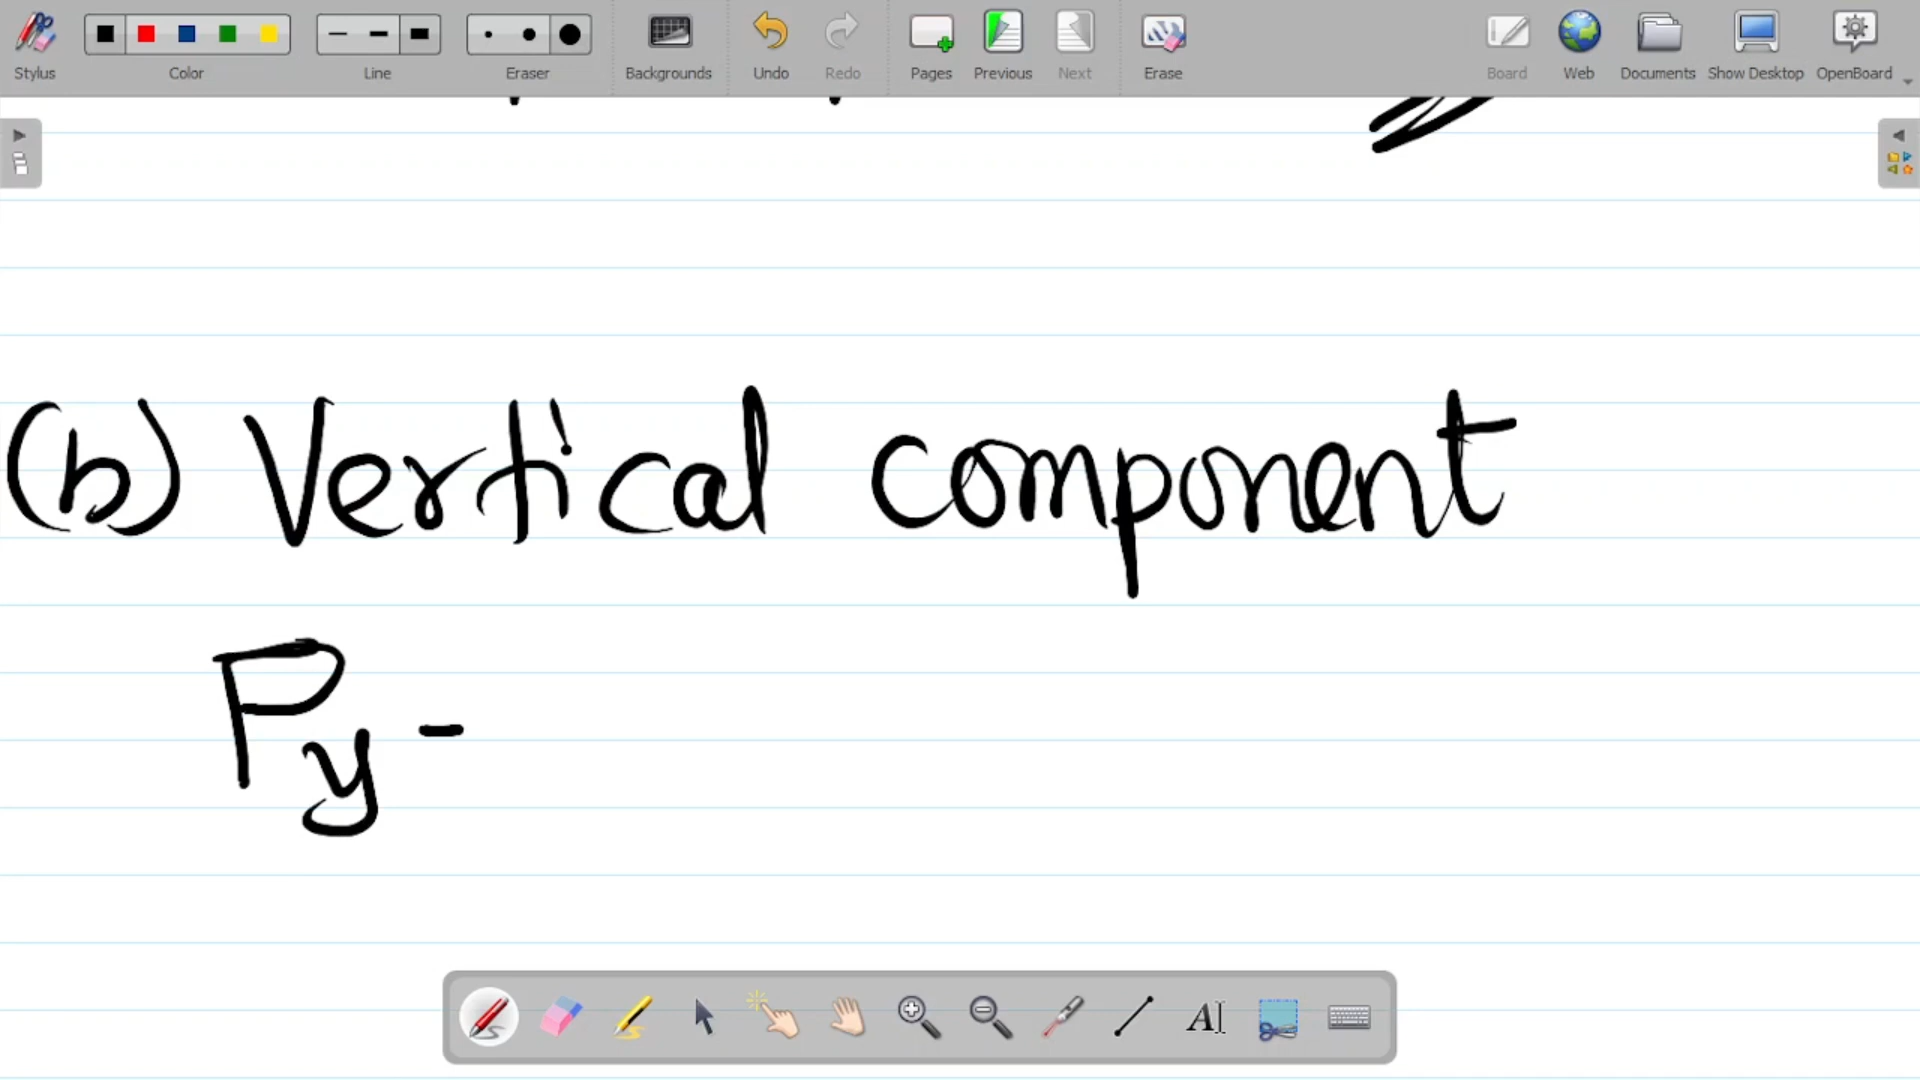 Stylus Color Line Eraser Backgrounds Undo Redo Pages Previous Next Erase Board Web Documents Show Desktop OpenBoard
(b) Vertical component
Py -